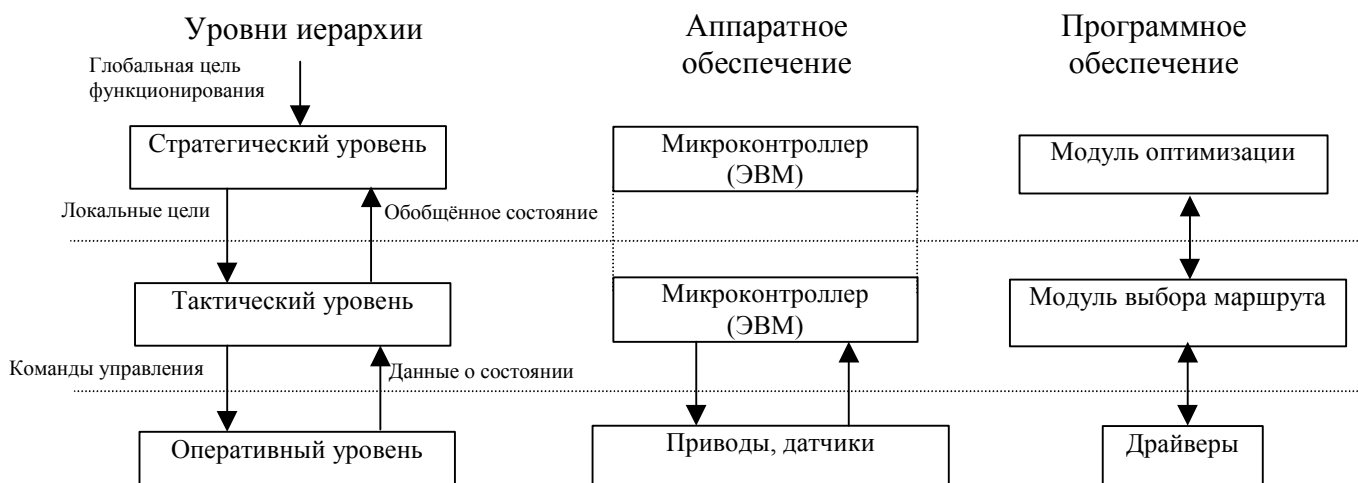 Уровни иерархии
Аппаратное
обеспечение
Программное
обеспечение
Глобальная цель
функционирования
Стратегический уровень
Микроконтроллер
(ЭВМ)
Модуль оптимизации
Локальные цели
Обобщённое состояние
Тактический уровень
Микроконтроллер
(ЭВМ)
Модуль выбора маршрута
Команды управления
Данные о состоянии
Оперативный уровень
Приводы, датчики
Драйверы